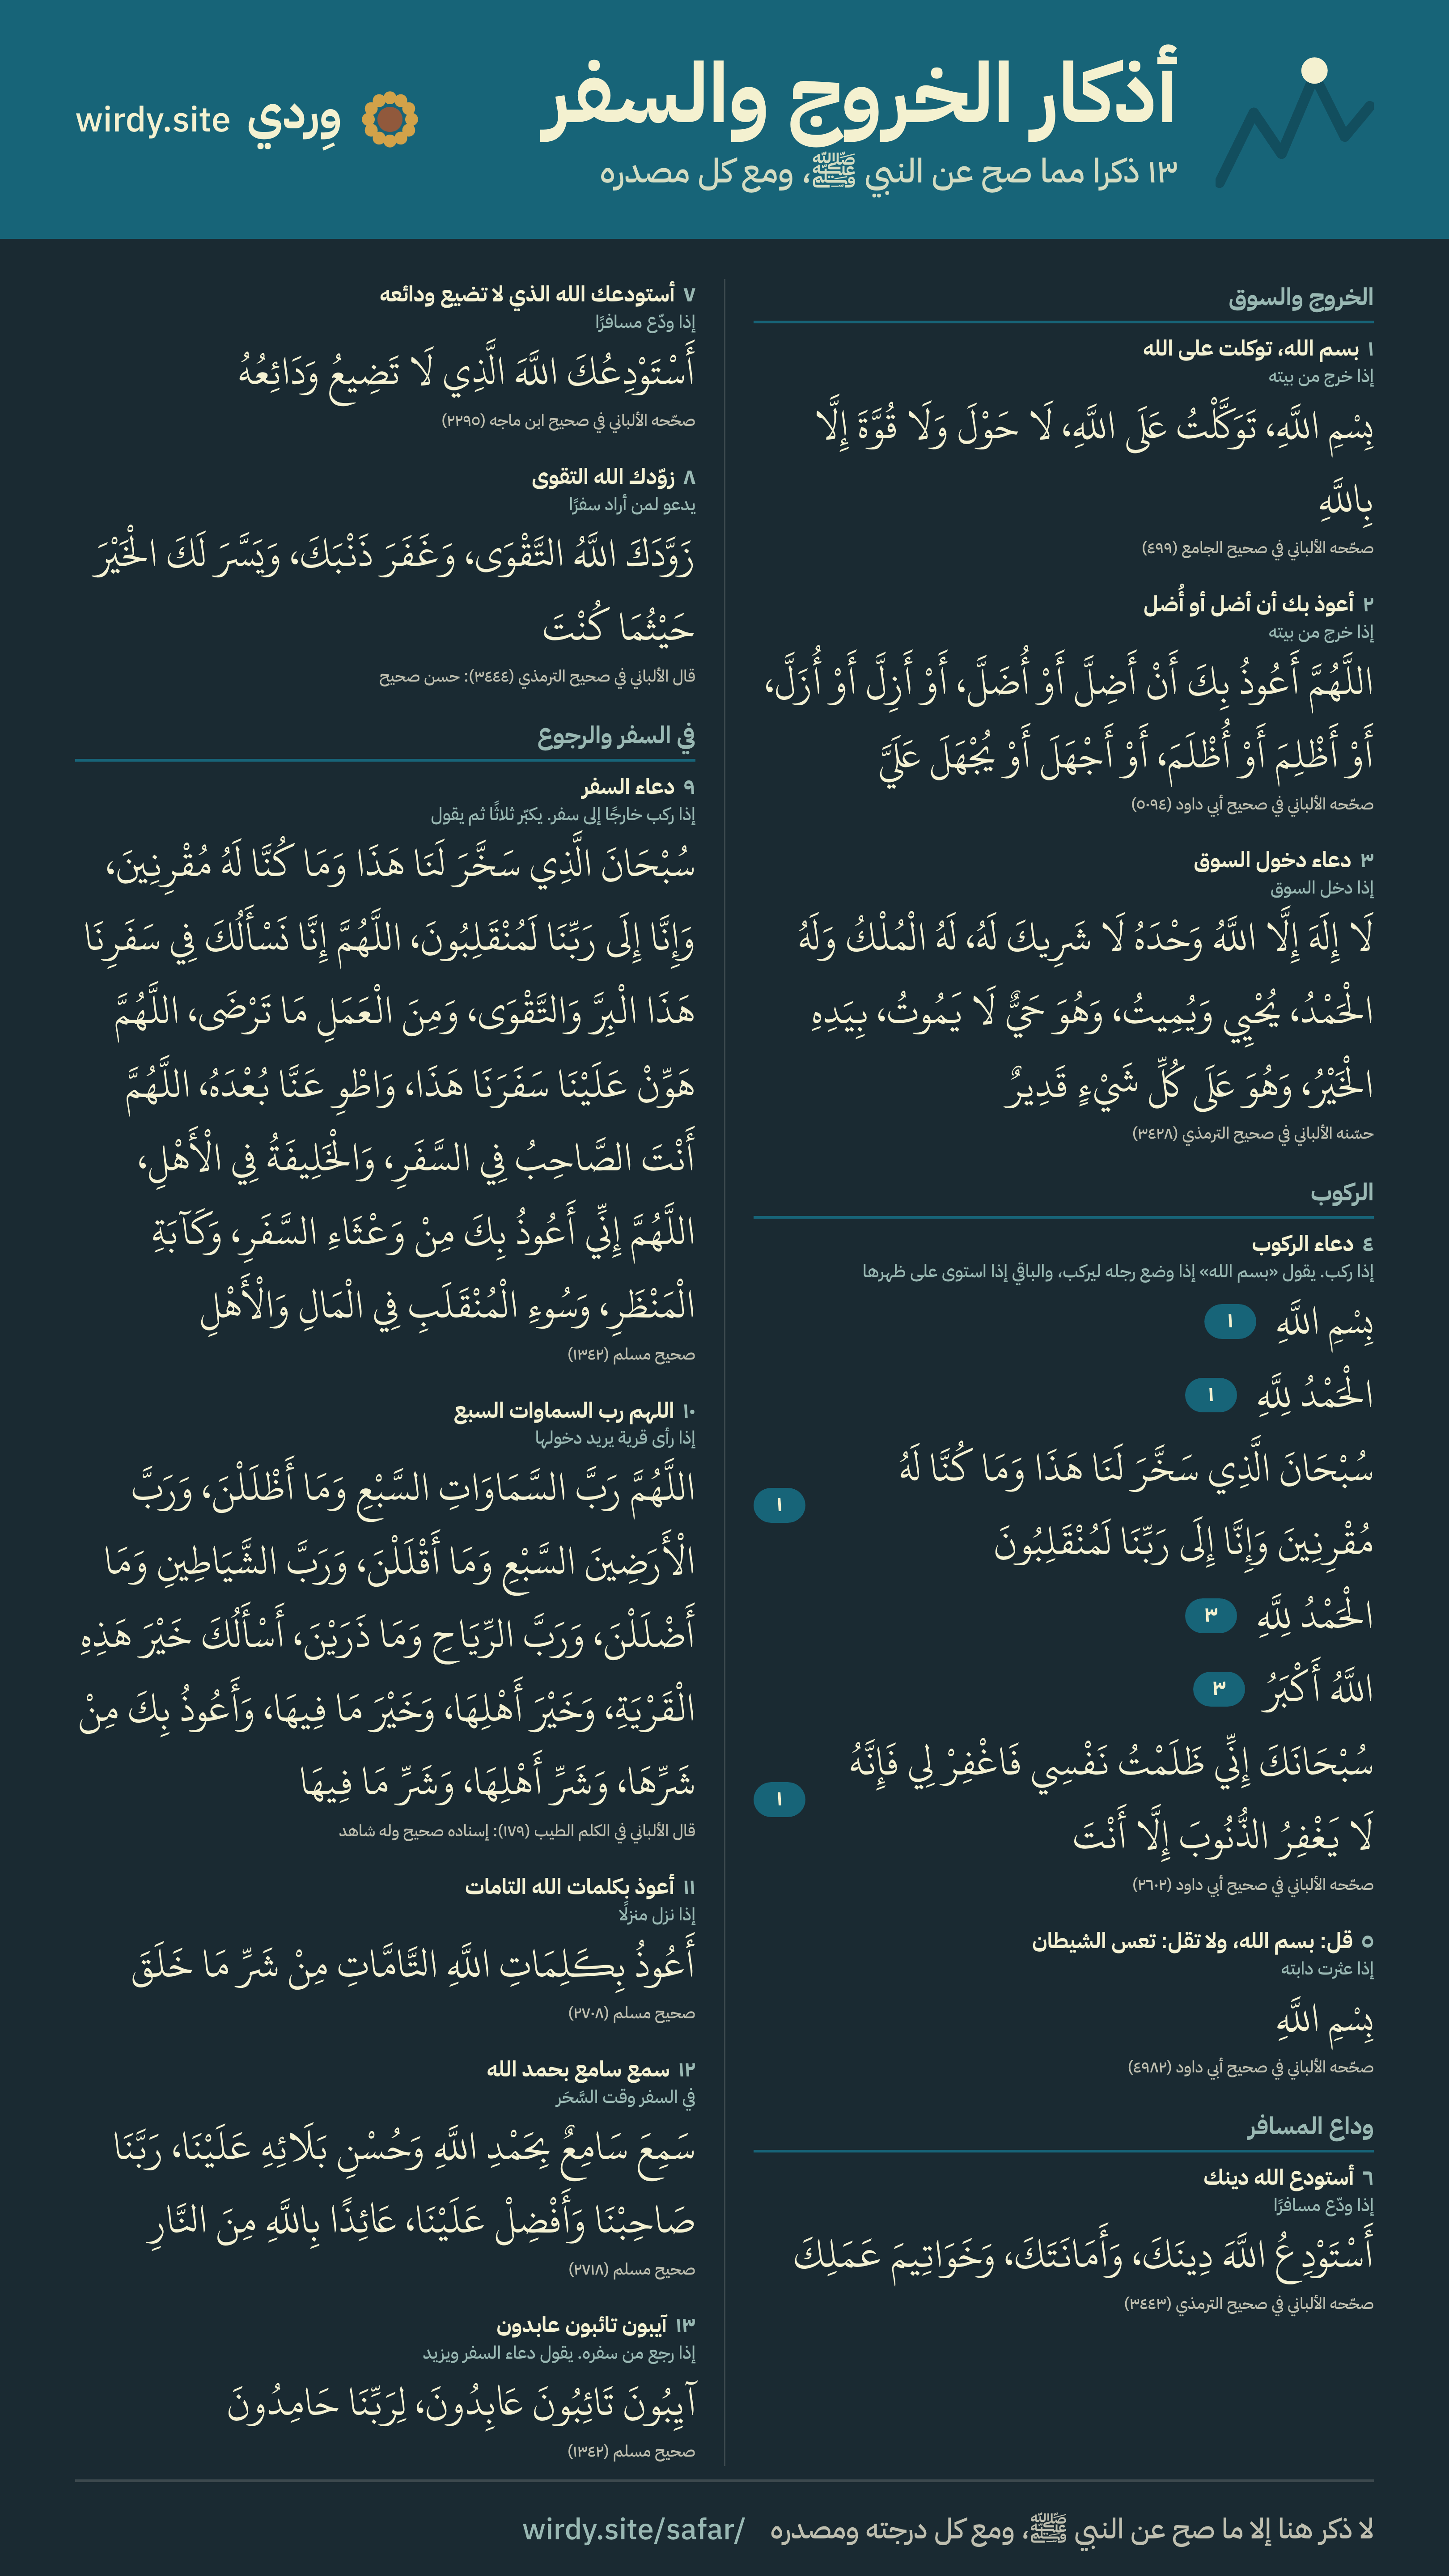 أذكار الخروج والسفر
١٣ ذكرا مما صح عن النبي ﷺ، ومع كل مصدره
وِردي wirdy.site
الخروج والسوق
١ بسم الله، توكلت على الله
إذا خرج من بيته
بِسْمِ اللَّهِ، تَوَكَّلْتُ عَلَى اللَّهِ، لَا حَوْلَ وَلَا قُوَّةَ إِلَّا
بِاللَّهِ
صحّحه الألباني في صحيح الجامع (٤٩٩)
٢ أعوذ بك أن أضل أو أُضل
إذا خرج من بيته
اللَّهُمَّ أَعُوذُ بِكَ أَنْ أَضِلَّ أَوْ أُضَلَّ، أَوْ أَزِلَّ أَوْ أُزَلَّ،
أَوْ أَظْلِمَ أَوْ أُظْلَمَ، أَوْ أَجْهَلَ أَوْ يُجْهَلَ عَلَيَّ
صحّحه الألباني في صحيح أبي داود (٥٠٩٤)
٣ دعاء دخول السوق
إذا دخل السوق
لَا إِلَهَ إِلَّا اللَّهُ وَحْدَهُ لَا شَرِيكَ لَهُ، لَهُ الْمُلْكُ وَلَهُ
الْحَمْدُ، يُحْيِي وَيُمِيتُ، وَهُوَ حَيٌّ لَا يَمُوتُ، بِيَدِهِ
الْخَيْرُ، وَهُوَ عَلَى كُلِّ شَيْءٍ قَدِيرٌ
حسّنه الألباني في صحيح الترمذي (٣٤٢٨)
الركوب
٤ دعاء الركوب
إذا ركب. يقول «بسم الله» إذا وضع رجله ليركب، والباقي إذا استوى على ظهرها
بِسْمِ اللَّهِ ١
الْحَمْدُ لِلَّهِ ١
سُبْحَانَ الَّذِي سَخَّرَ لَنَا هَذَا وَمَا كُنَّا لَهُ
مُقْرِنِينَ وَإِنَّا إِلَى رَبِّنَا لَمُنْقَلِبُونَ ١
الْحَمْدُ لِلَّهِ ٣
اللَّهُ أَكْبَرُ ٣
سُبْحَانَكَ إِنِّي ظَلَمْتُ نَفْسِي فَاغْفِرْ لِي فَإِنَّهُ
لَا يَغْفِرُ الذُّنُوبَ إِلَّا أَنْتَ ١
صحّحه الألباني في صحيح أبي داود (٢٦٠٢)
٥ قل: بسم الله، ولا تقل: تعس الشيطان
إذا عثرت دابته
بِسْمِ اللَّهِ
صحّحه الألباني في صحيح أبي داود (٤٩٨٢)
وداع المسافر
٦ أستودع الله دينك
إذا ودّع مسافرًا
أَسْتَوْدِعُ اللَّهَ دِينَكَ، وَأَمَانَتَكَ، وَخَوَاتِيمَ عَمَلِكَ
صحّحه الألباني في صحيح الترمذي (٣٤٤٣)
٧ أستودعك الله الذي لا تضيع ودائعه
إذا ودّع مسافرًا
أَسْتَوْدِعُكَ اللَّهَ الَّذِي لَا تَضِيعُ وَدَائِعُهُ
صحّحه الألباني في صحيح ابن ماجه (٢٢٩٥)
٨ زوّدك الله التقوى
يدعو لمن أراد سفرًا
زَوَّدَكَ اللَّهُ التَّقْوَى، وَغَفَرَ ذَنْبَكَ، وَيَسَّرَ لَكَ الْخَيْرَ
حَيْثُمَا كُنْتَ
قال الألباني في صحيح الترمذي (٣٤٤٤): حسن صحيح
في السفر والرجوع
٩ دعاء السفر
إذا ركب خارجًا إلى سفر. يكبّر ثلاثًا ثم يقول
سُبْحَانَ الَّذِي سَخَّرَ لَنَا هَذَا وَمَا كُنَّا لَهُ مُقْرِنِينَ،
وَإِنَّا إِلَى رَبِّنَا لَمُنْقَلِبُونَ، اللَّهُمَّ إِنَّا نَسْأَلُكَ فِي سَفَرِنَا
هَذَا الْبِرَّ وَالتَّقْوَى، وَمِنَ الْعَمَلِ مَا تَرْضَى، اللَّهُمَّ
هَوِّنْ عَلَيْنَا سَفَرَنَا هَذَا، وَاطْوِ عَنَّا بُعْدَهُ، اللَّهُمَّ
أَنْتَ الصَّاحِبُ فِي السَّفَرِ، وَالْخَلِيفَةُ فِي الْأَهْلِ،
اللَّهُمَّ إِنِّي أَعُوذُ بِكَ مِنْ وَعْثَاءِ السَّفَرِ، وَكَآبَةِ
الْمَنْظَرِ، وَسُوءِ الْمُنْقَلَبِ فِي الْمَالِ وَالْأَهْلِ
صحيح مسلم (١٣٤٢)
١٠ اللهم رب السماوات السبع
إذا رأى قرية يريد دخولها
اللَّهُمَّ رَبَّ السَّمَاوَاتِ السَّبْعِ وَمَا أَظْلَلْنَ، وَرَبَّ
الْأَرَضِينَ السَّبْعِ وَمَا أَقْلَلْنَ، وَرَبَّ الشَّيَاطِينِ وَمَا
أَضْلَلْنَ، وَرَبَّ الرِّيَاحِ وَمَا ذَرَيْنَ، أَسْأَلُكَ خَيْرَ هَذِهِ
الْقَرْيَةِ، وَخَيْرَ أَهْلِهَا، وَخَيْرَ مَا فِيهَا، وَأَعُوذُ بِكَ مِنْ
شَرِّهَا، وَشَرِّ أَهْلِهَا، وَشَرِّ مَا فِيهَا
قال الألباني في الكلم الطيب (١٧٩): إسناده صحيح وله شاهد
١١ أعوذ بكلمات الله التامات
إذا نزل منزلًا
أَعُوذُ بِكَلِمَاتِ اللَّهِ التَّامَّاتِ مِنْ شَرِّ مَا خَلَقَ
صحيح مسلم (٢٧٠٨)
١٢ سمع سامع بحمد الله
في السفر وقت السَّحَر
سَمِعَ سَامِعٌ بِحَمْدِ اللَّهِ وَحُسْنِ بَلَائِهِ عَلَيْنَا، رَبَّنَا
صَاحِبْنَا وَأَفْضِلْ عَلَيْنَا، عَائِذًا بِاللَّهِ مِنَ النَّارِ
صحيح مسلم (٢٧١٨)
١٣ آيبون تائبون عابدون
إذا رجع من سفره. يقول دعاء السفر ويزيد
آيِبُونَ تَائِبُونَ عَابِدُونَ، لِرَبِّنَا حَامِدُونَ
صحيح مسلم (١٣٤٢)
لا ذكر هنا إلا ما صح عن النبي ﷺ، ومع كل درجته ومصدره wirdy.site/safar/